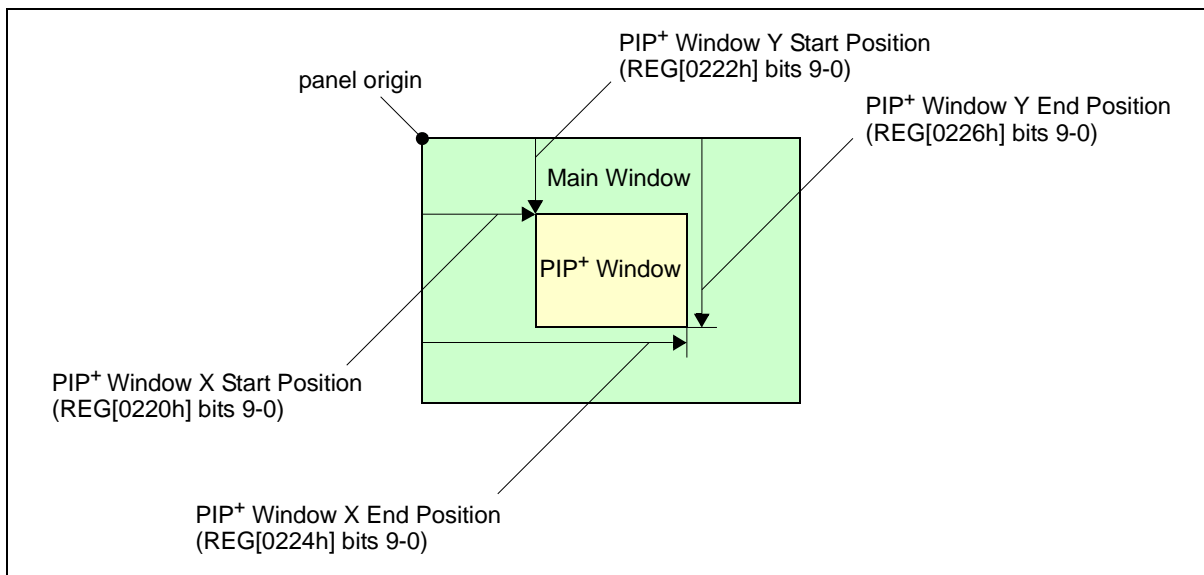 PIP+ Window Y Start Position
(REG[0222h] bits 9-0)
panel origin
PIP+ Window Y End Position
(REG[0226h] bits 9-0)
Main Window
PIP+ Window
PIP+ Window X Start Position
(REG[0220h] bits 9-0)
PIP+ Window X End Position
(REG[0224h] bits 9-0)